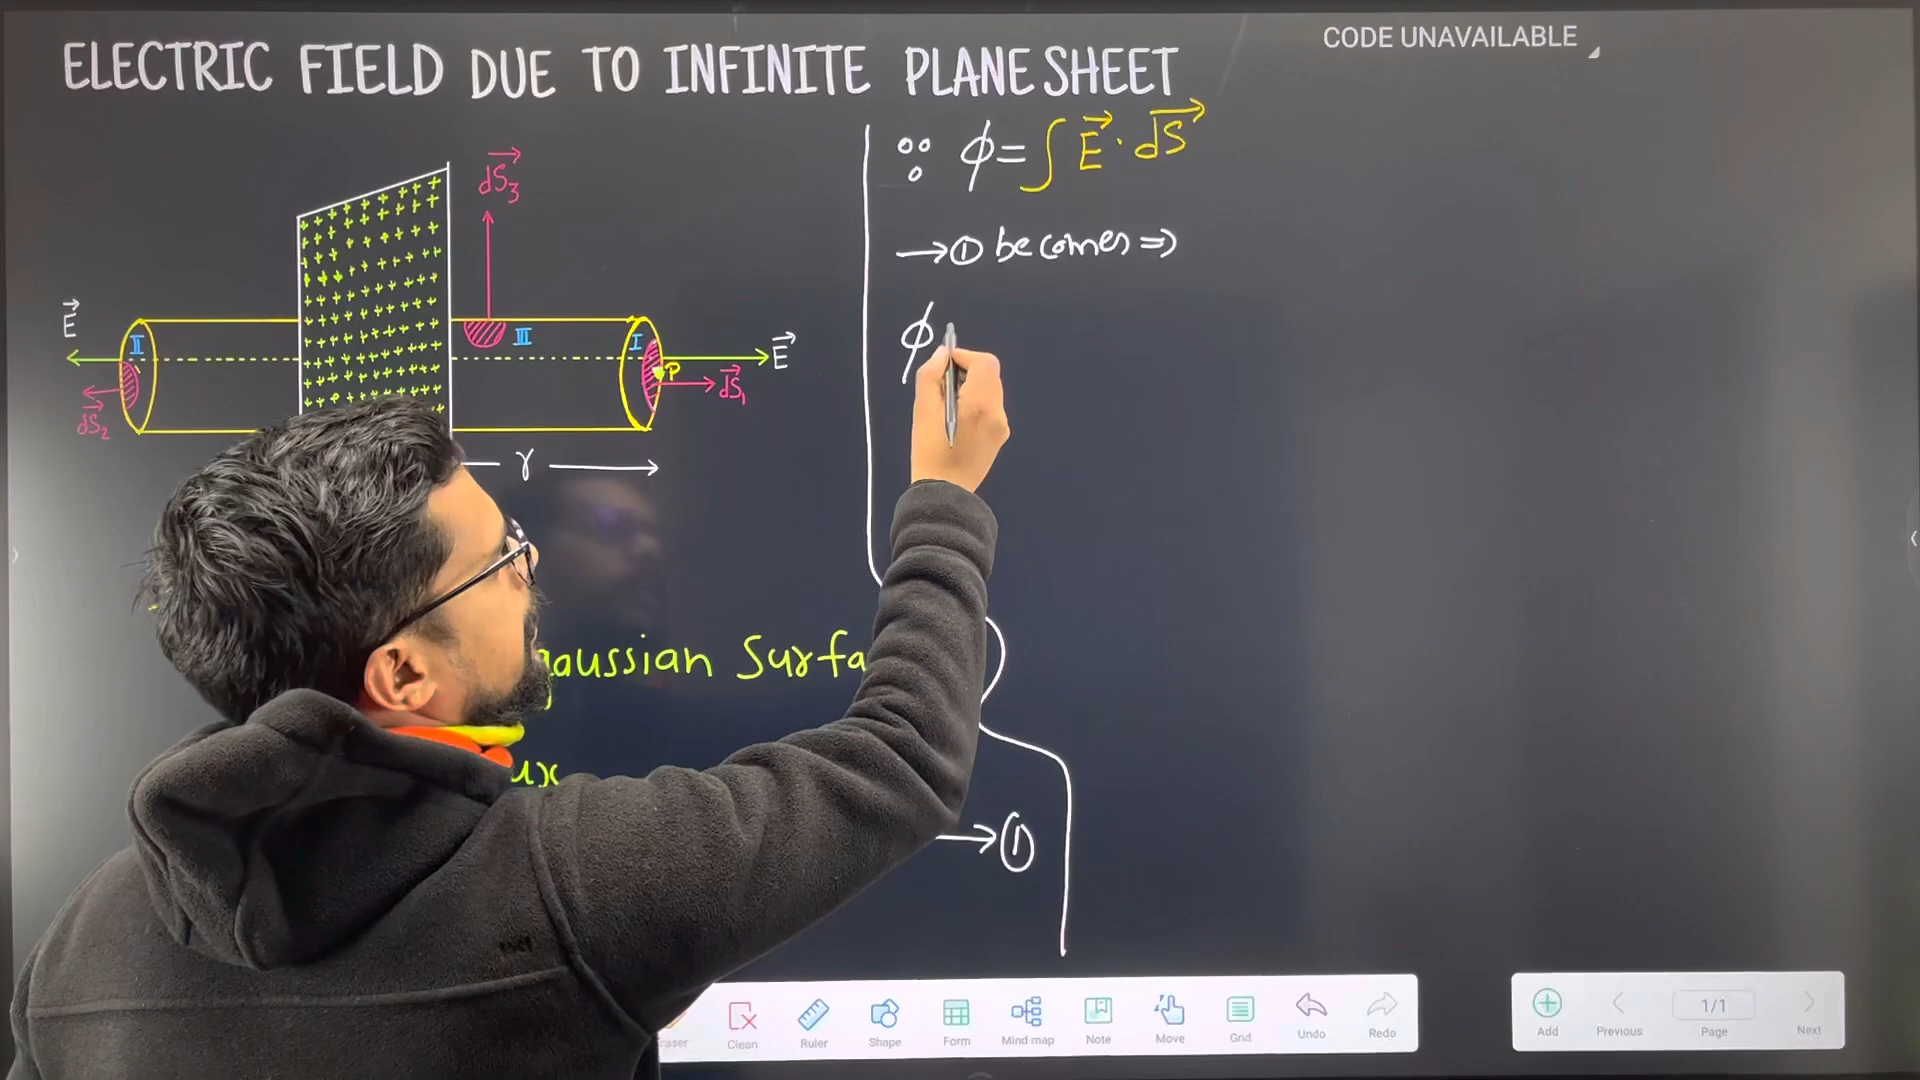 ELECTRIC FIELD DUE TO INFINITE PLANE SHEET
CODE UNAVAILABLE
dS₃
E
II
III
I
P
E
dS₁
dS₂
r
gaussian Surfa
ux
→ ①
∵ ϕ = ∫ E⃗ · dS⃗
→ ① becomes ⇒
ϕ
Clean
Ruler
Shape
Form
Mind map
Note
Move
Grid
Undo
Redo
Add
Previous
1/1
Page
Next